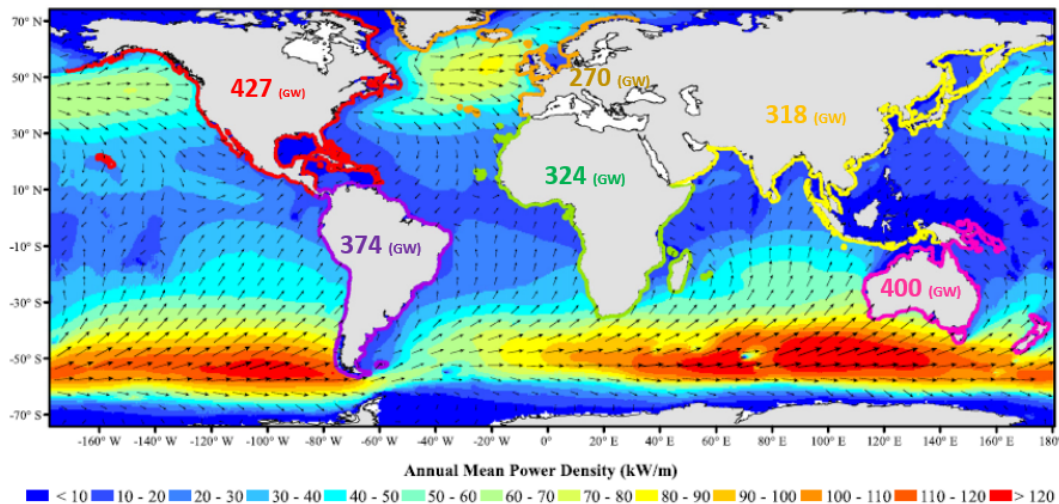 70° N
50° N
30° N
10° N
-10° S
-30° S
-50° S
-70° S
427 (GW)
270 (GW)
318 (GW)
324 (GW)
374 (GW)
400 (GW)
-160° W -140° W -120° W -100° W -80° W -60° W -40° W -20° W 0° 20° E 40° E 60° E 80° E 100° E 120° E 140° E 160° E 180° E
Annual Mean Power Density (kW/m)
< 10 10 - 20 20 - 30 30 - 40 40 - 50 50 - 60 60 - 70 70 - 80 80 - 90 90 - 100 100 - 110 110 - 120 > 120